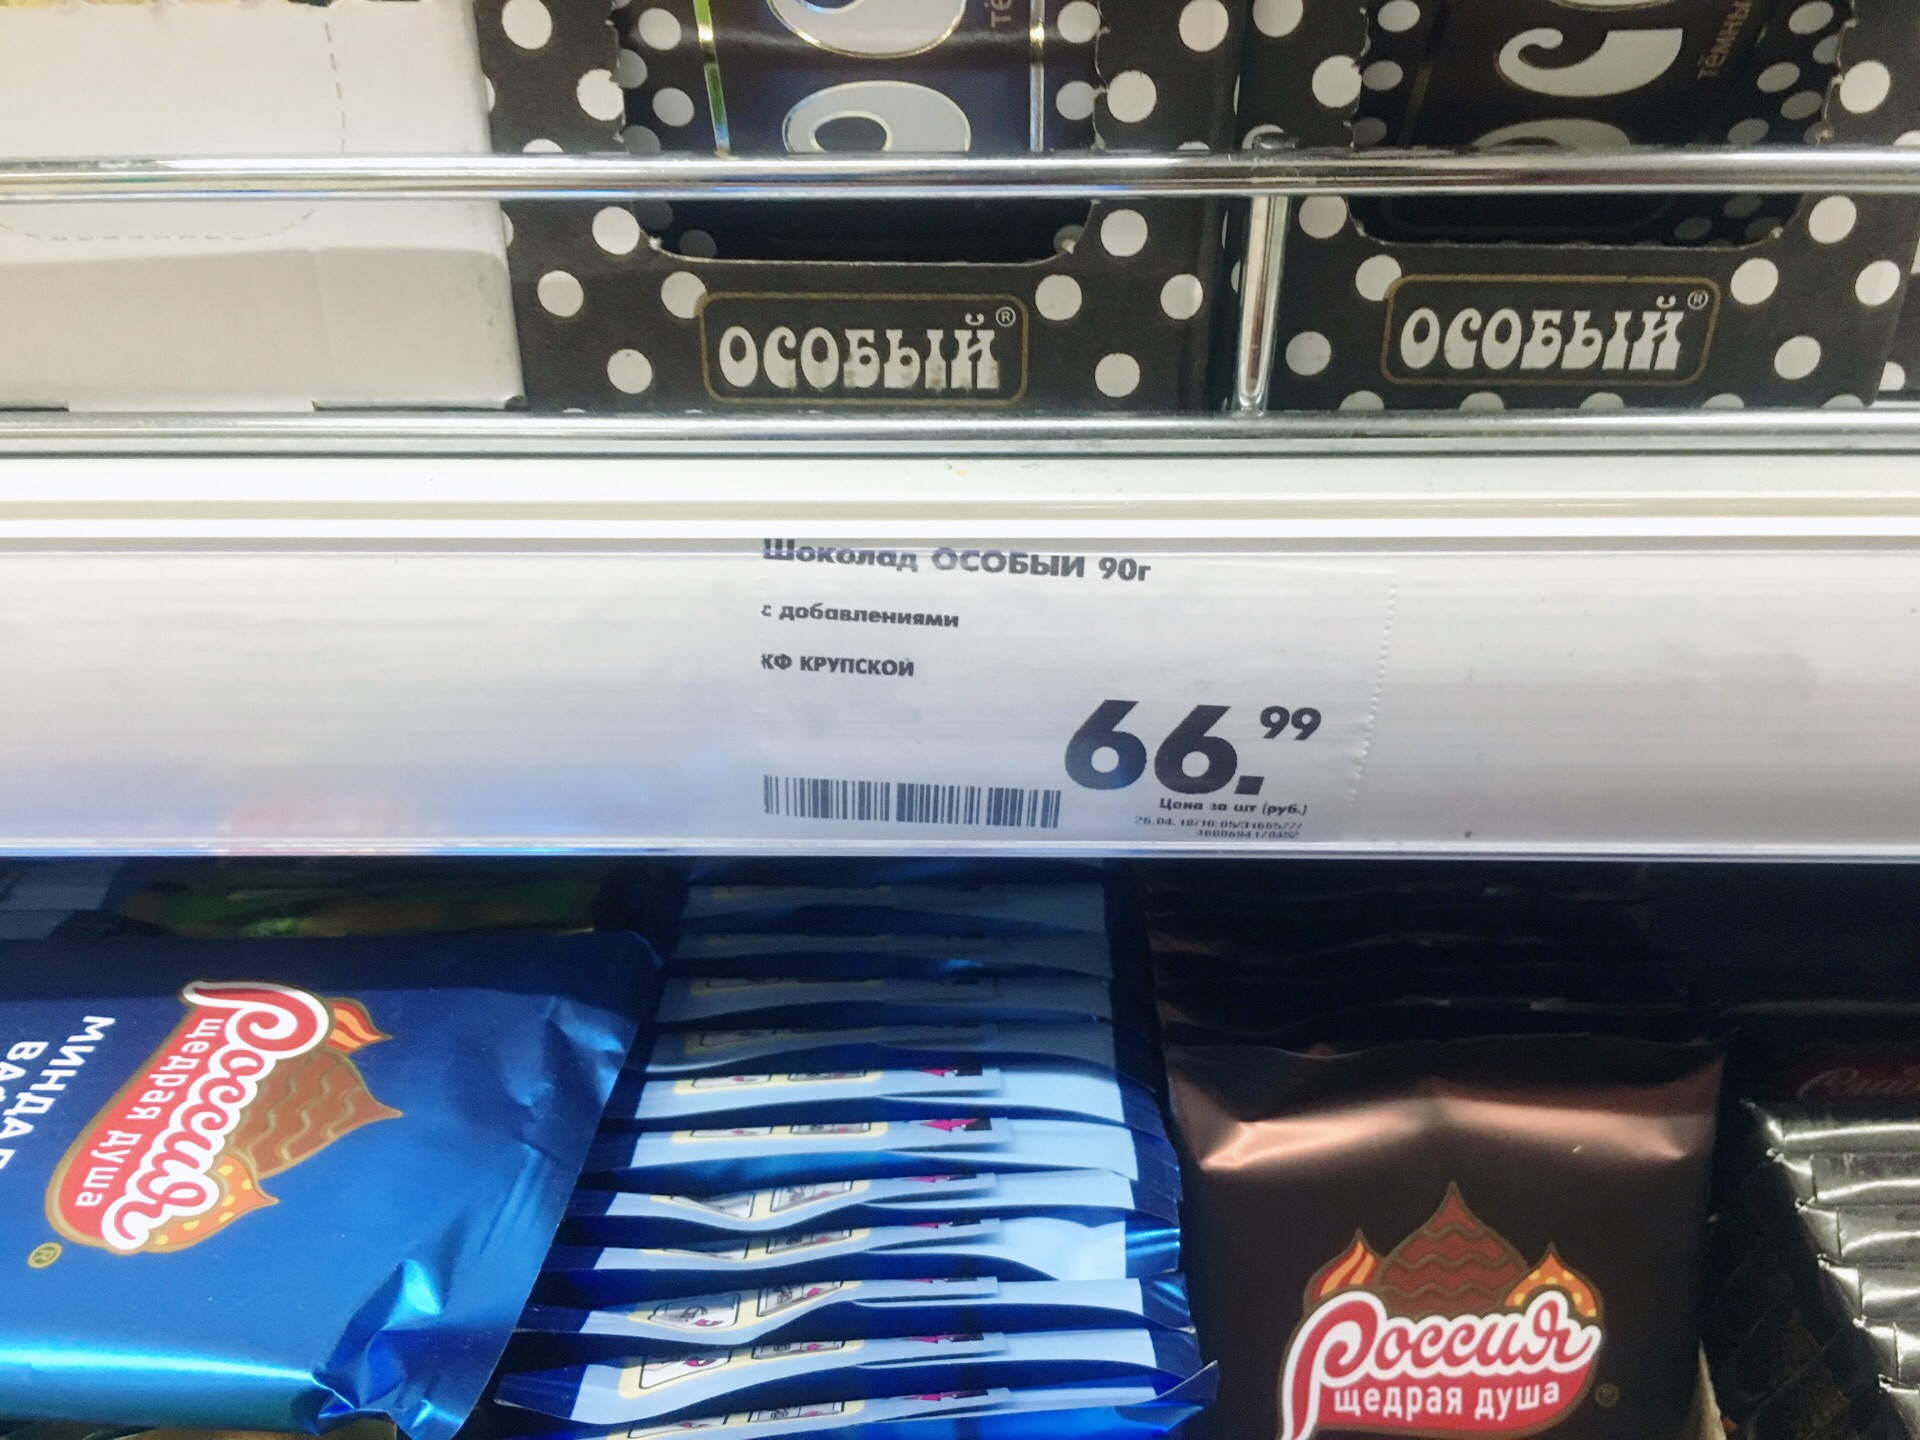 тёмный
ОСОБЫЙ®
ОСОБЫЙ®
Шоколад ОСОБЫЙ 90г
с добавлениями
КФ КРУПСКОЙ
66.99
Цена за шт (руб.)
Россия
щедрая душа
®
Россия
щедрая душа
®